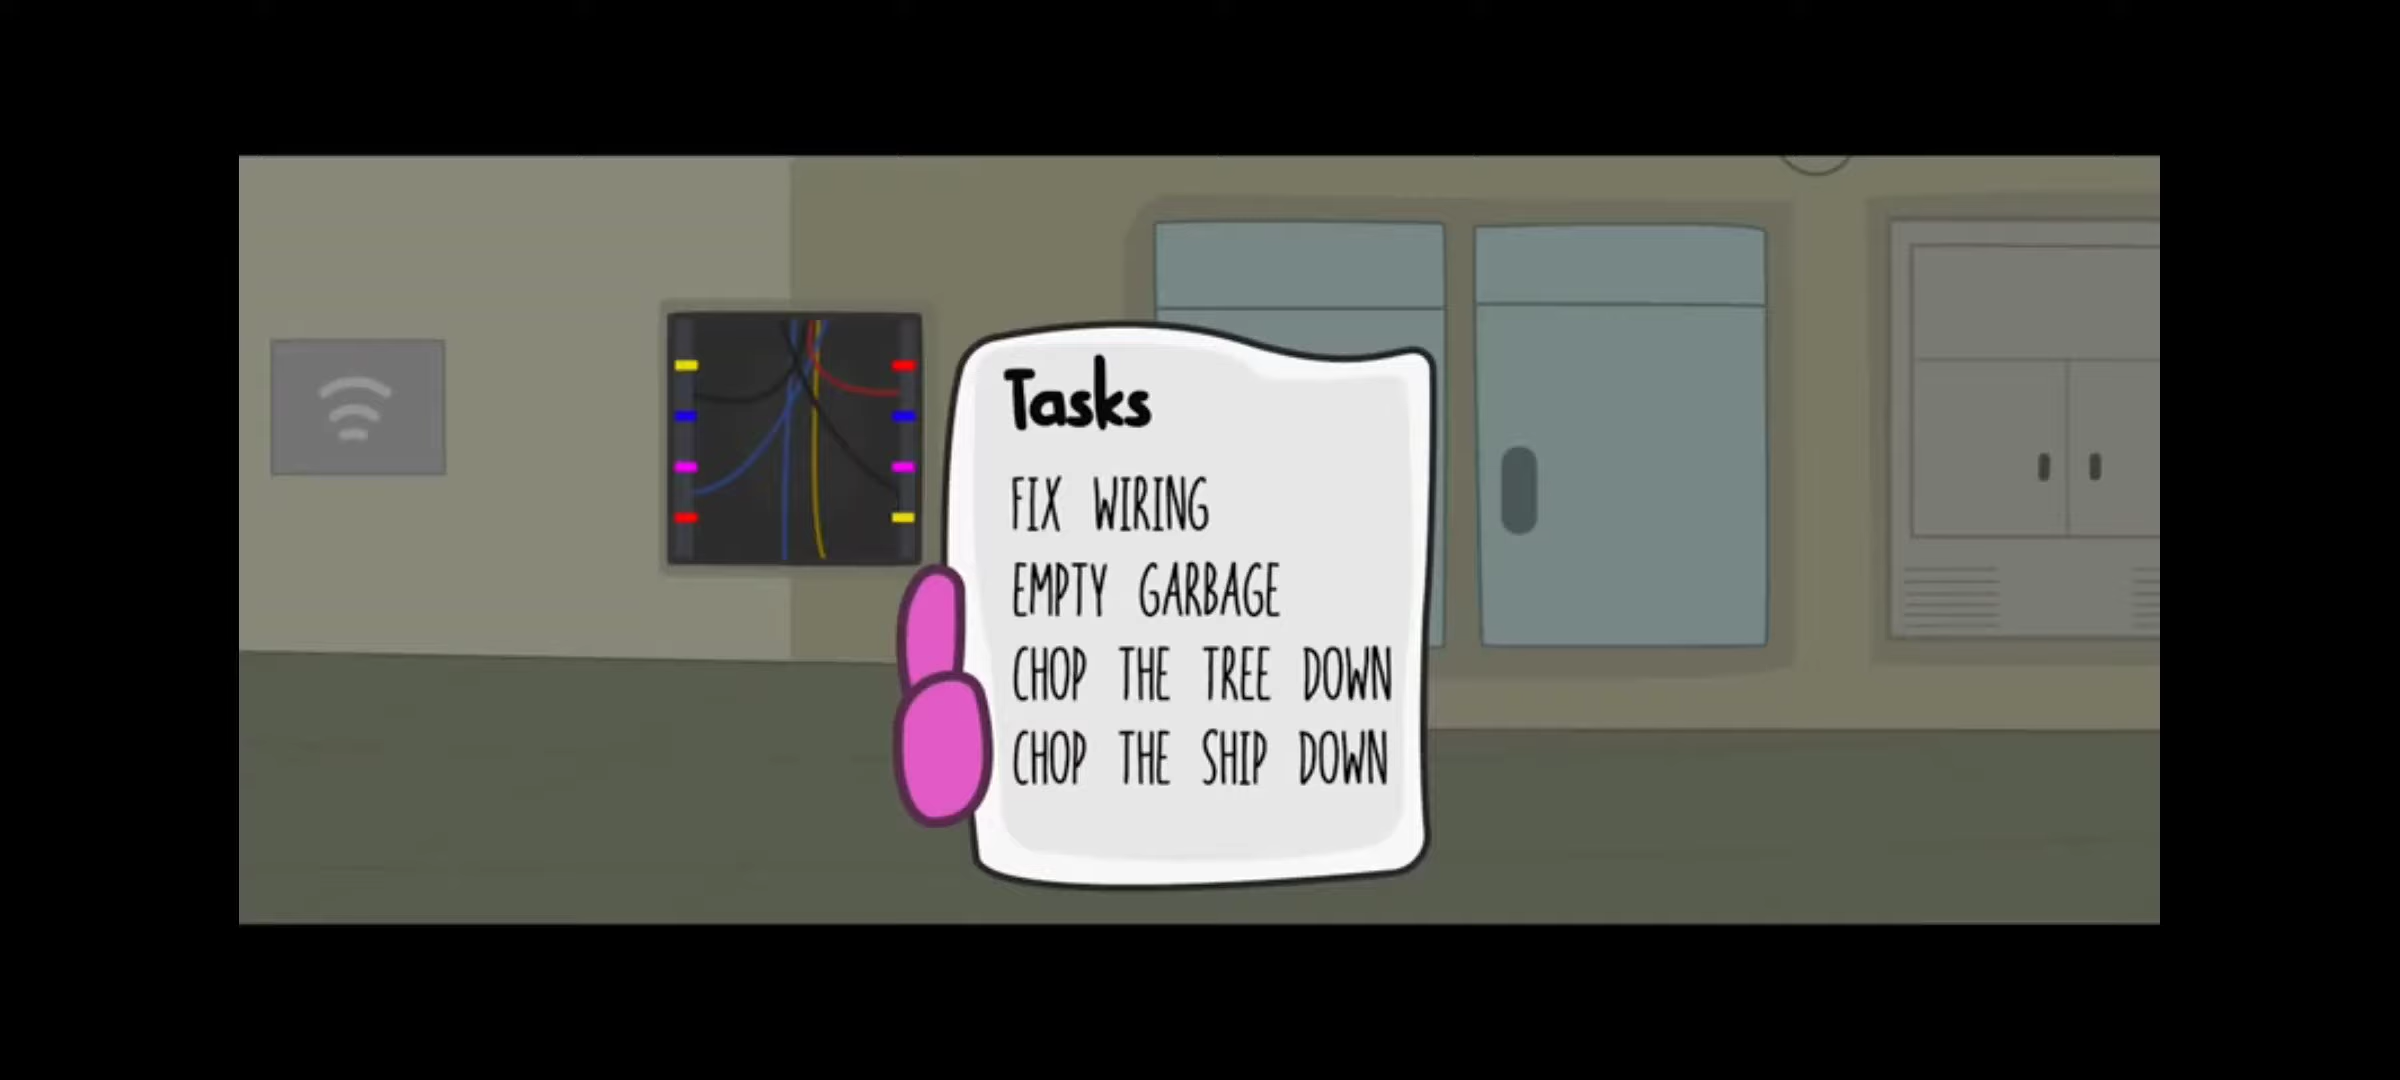 Tasks
FIX WIRING
EMPTY GARBAGE
CHOP THE TREE DOWN
CHOP THE SHIP DOWN